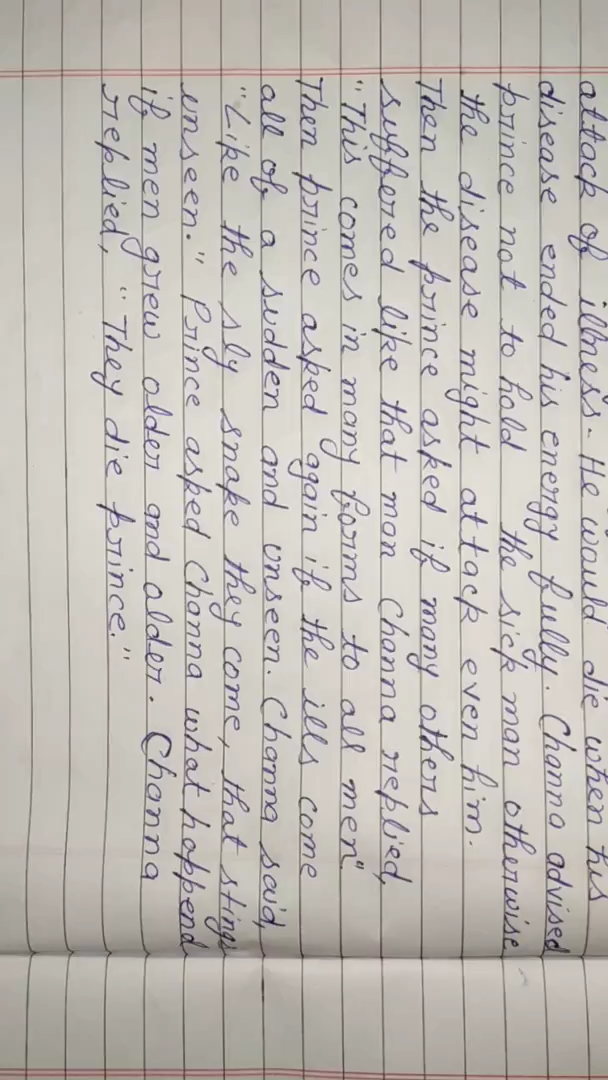 attack of illness. He would die when his
disease ended his energy fully. Channa advised
prince not to hold the sick man otherwise
the disease might attack even him.
Then the prince asked if many others
suffered like that man Channa replied,
"This comes in many forms to all men"
Then prince asked again if the ills come
all of a sudden and unseen. Channa said,
"Like the sly snake they come, that stings
unseen." Prince asked Channa what happend
if men grew older and older. Channa
replied, "They die prince."